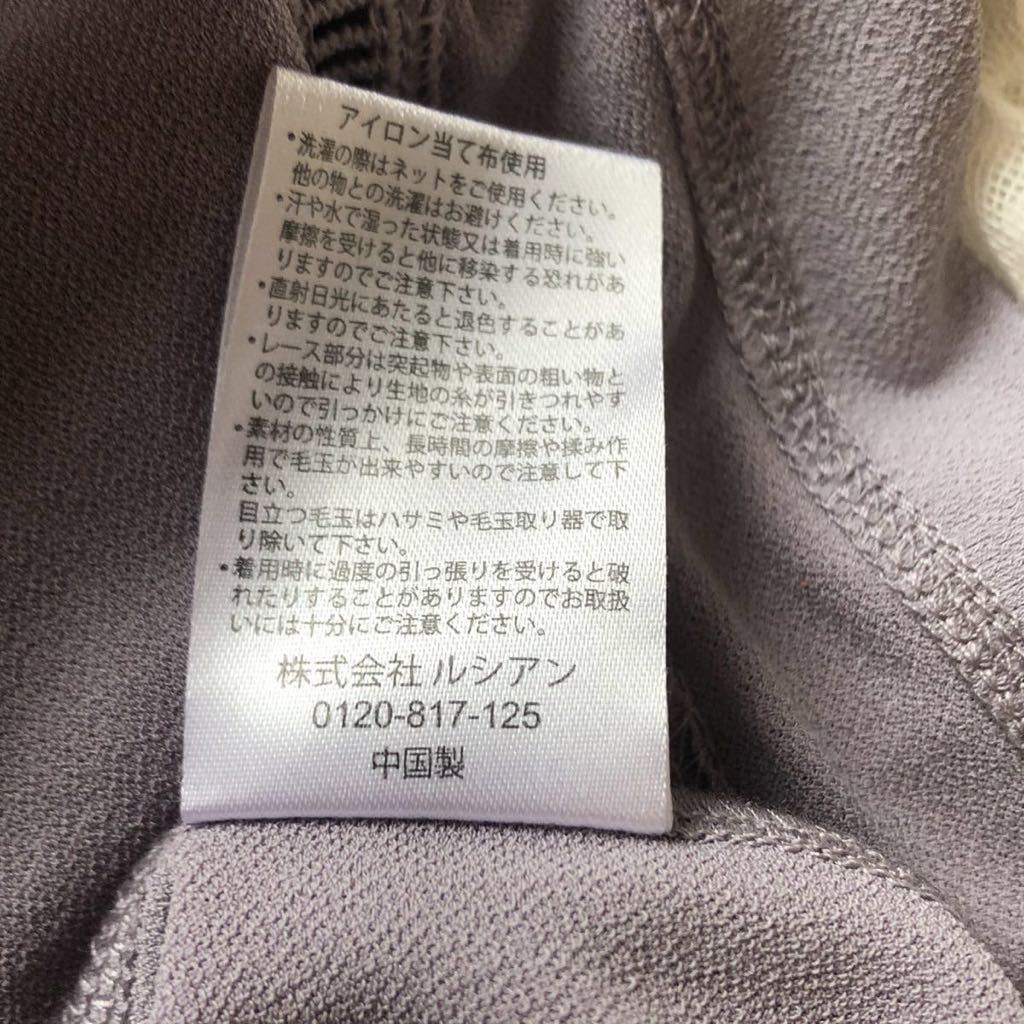 アイロン当て布使用
・洗濯の際はネットをご使用ください。
他の物との洗濯はお避けください。
・汗や水で湿った状態又は着用時に強い
摩擦を受けると他に移染する恐れがあ
りますのでご注意下さい。
・直射日光にあたると退色することがあ
りますのでご注意下さい。
・レース部分は突起物や表面の粗い物と
の接触により生地の糸が引きつれやす
いので引っかけにご注意ください。
・素材の性質上、長時間の摩擦や揉み作
用で毛玉が出来やすいので注意して下
さい。
目立つ毛玉はハサミや毛玉取り器で取
り除いて下さい。
・着用時に過度の引っ張りを受けると破
れたりすることがありますのでお取扱
いには十分にご注意ください。
株式会社 ルシアン
0120-817-125
中国製